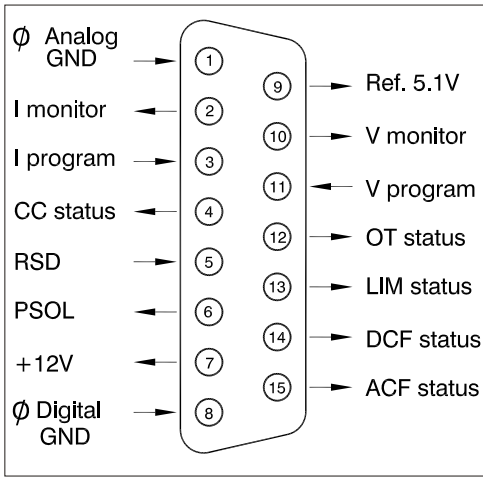 Ø Analog
GND
1
9
Ref. 5.1V
I monitor
2
10
V monitor
I program
3
11
V program
CC status
4
12
OT status
RSD
5
13
LIM status
PSOL
6
14
DCF status
+12V
7
15
ACF status
Ø Digital
GND
8